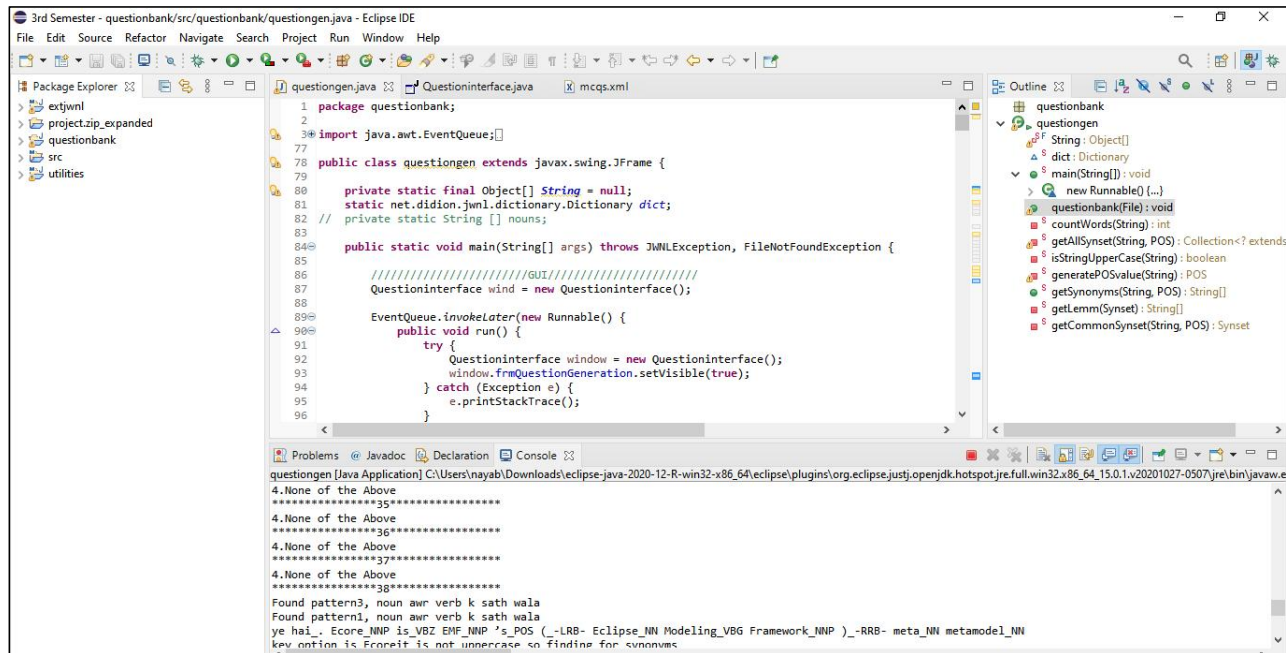 3rd Semester - questionbank/src/questionbank/questiongen.java - Eclipse IDE
File Edit Source Refactor Navigate Search Project Run Window Help
Package Explorer
extjwnl
project.zip_expanded
questionbank
src
utilities
questiongen.java Questioninterface.java mcqs.xml
1 package questionbank;
2
3 import java.awt.EventQueue;
77
78 public class questiongen extends javax.swing.JFrame {
79
80 private static final Object[] String = null;
81 static net.didion.jwnl.dictionary.Dictionary dict;
82 // private static String [] nouns;
83
84 public static void main(String[] args) throws JWNLException, FileNotFoundException {
85
86 ////////////////////////GUI///////////////////////
87 Questioninterface wind = new Questioninterface();
88
89 EventQueue.invokeLater(new Runnable() {
90 public void run() {
91 try {
92 Questioninterface window = new Questioninterface();
93 window.frmQuestionGeneration.setVisible(true);
94 } catch (Exception e) {
95 e.printStackTrace();
96 }
Outline
questionbank
questiongen
String : Object[]
dict : Dictionary
main(String[]) : void
new Runnable() {...}
questionbank(File) : void
countWords(String) : int
getAllSynset(String, POS) : Collection<? extends
isStringUpperCase(String) : boolean
generatePOSvalue(String) : POS
getSynonyms(String, POS) : String[]
getLemm(Synset) : String[]
getCommonSynset(String, POS) : Synset
Problems @ Javadoc Declaration Console
questiongen [Java Application] C:\Users\nayab\Downloads\eclipse-java-2020-12-R-win32-x86_64\eclipse\plugins\org.eclipse.justj.openjdk.hotspot.jre.full.win32.x86_64_15.0.1.v20201027-0507\jre\bin\javaw.e
4.None of the Above
****************35*****************
4.None of the Above
****************36*****************
4.None of the Above
****************37*****************
4.None of the Above
****************38*****************
Found pattern3, noun awr verb k sath wala
Found pattern1, noun awr verb k sath wala
ye hai_. Ecore_NNP is_VBZ EMF_NNP 's_POS (_-LRB- Eclipse_NN Modeling_VBG Framework_NNP )_-RRB- meta_NN metamodel_NN
key option is Ecoreit is not uppercase so finding for synonyms